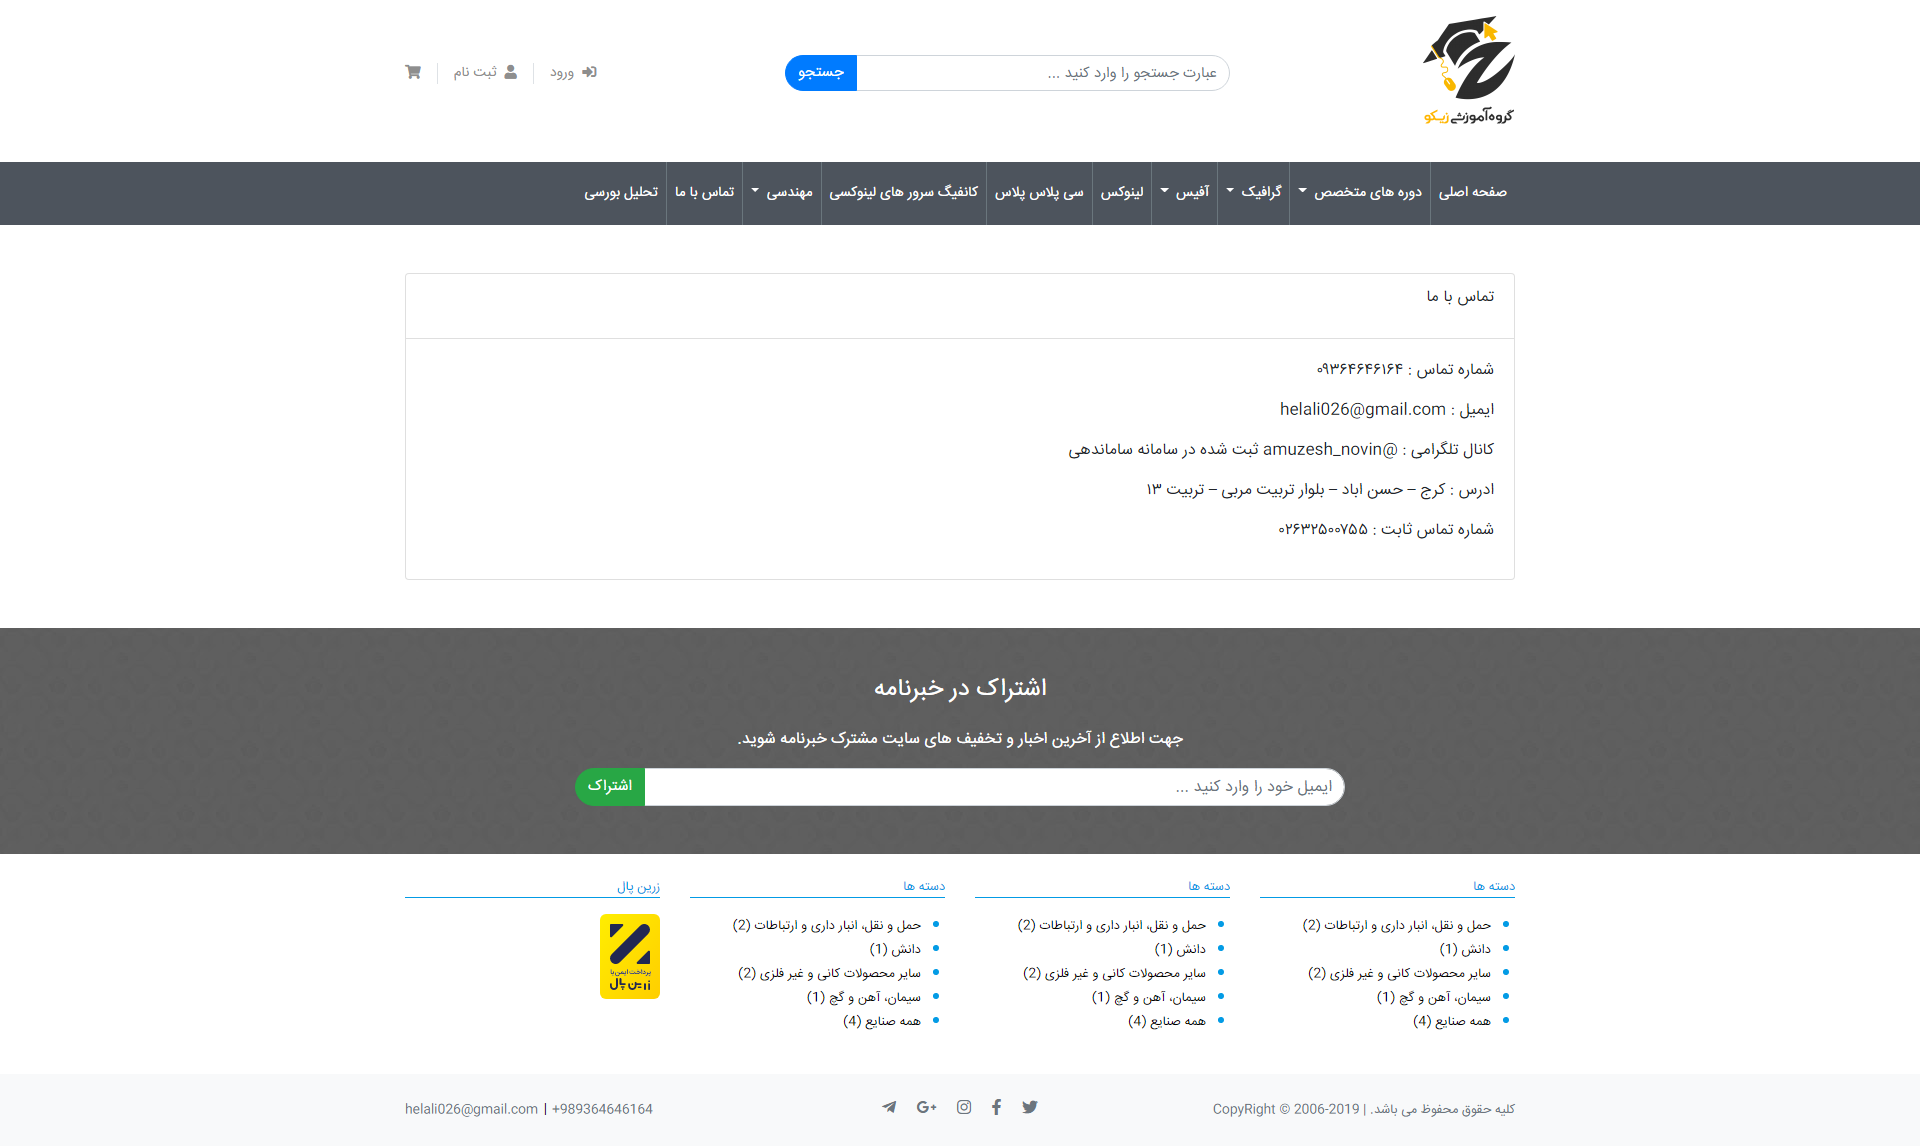 گروه آموزشی زیکو
عبارت جستجو را وارد کنید ...
جستجو
ورود
ثبت نام
صفحه اصلی
دوره های متخصص
گرافیک
آفیس
لینوکس
سی پلاس پلاس
کانفیگ سرور های لینوکسی
مهندسی
تماس با ما
تحلیل بورسی
تماس با ما
شماره تماس : ۰۹۳۶۴۶۴۶۱۶۴
ایمیل : helali026@gmail.com
کانال تلگرامی : @amuzesh_novin ثبت شده در سامانه ساماندهی
ادرس : کرج – حسن اباد – بلوار تربیت مربی – تربیت ۱۳
شماره تماس ثابت : ۰۲۶۳۲۵۰۰۷۵۵
اشتراک در خبرنامه
جهت اطلاع از آخرین اخبار و تخفیف های سایت مشترک خبرنامه شوید.
ایمیل خود را وارد کنید ...
اشتراک
دسته ها
حمل و نقل، انبار داری و ارتباطات (2)
دانش (1)
سایر محصولات کانی و غیر فلزی (2)
سیمان، آهن و گچ (1)
همه صنایع (4)
دسته ها
حمل و نقل، انبار داری و ارتباطات (2)
دانش (1)
سایر محصولات کانی و غیر فلزی (2)
سیمان، آهن و گچ (1)
همه صنایع (4)
دسته ها
حمل و نقل، انبار داری و ارتباطات (2)
دانش (1)
سایر محصولات کانی و غیر فلزی (2)
سیمان، آهن و گچ (1)
همه صنایع (4)
زرین پال
پرداخت ایمن با
زرین پال
کلیه حقوق محفوظ می باشد. | CopyRight © 2006-2019
helali026@gmail.com | +989364646164